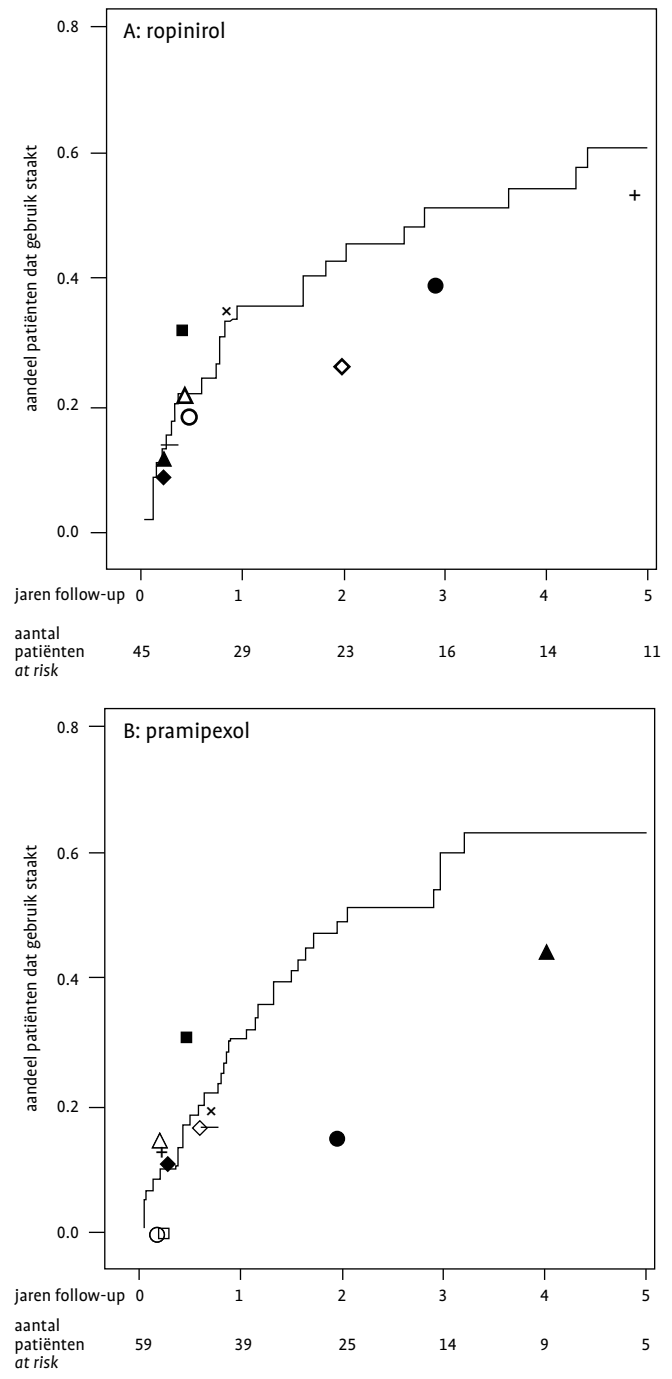 A: ropinirol
aandeel patiënten dat gebruik staakt
0.8
0.6
0.4
0.2
0.0
jaren follow-up 0 1 2 3 4 5
aantal
patiënten 45 29 23 16 14 11
at risk
B: pramipexol
aandeel patiënten dat gebruik staakt
0.8
0.6
0.4
0.2
0.0
jaren follow-up 0 1 2 3 4 5
aantal
patiënten 59 39 25 14 9 5
at risk